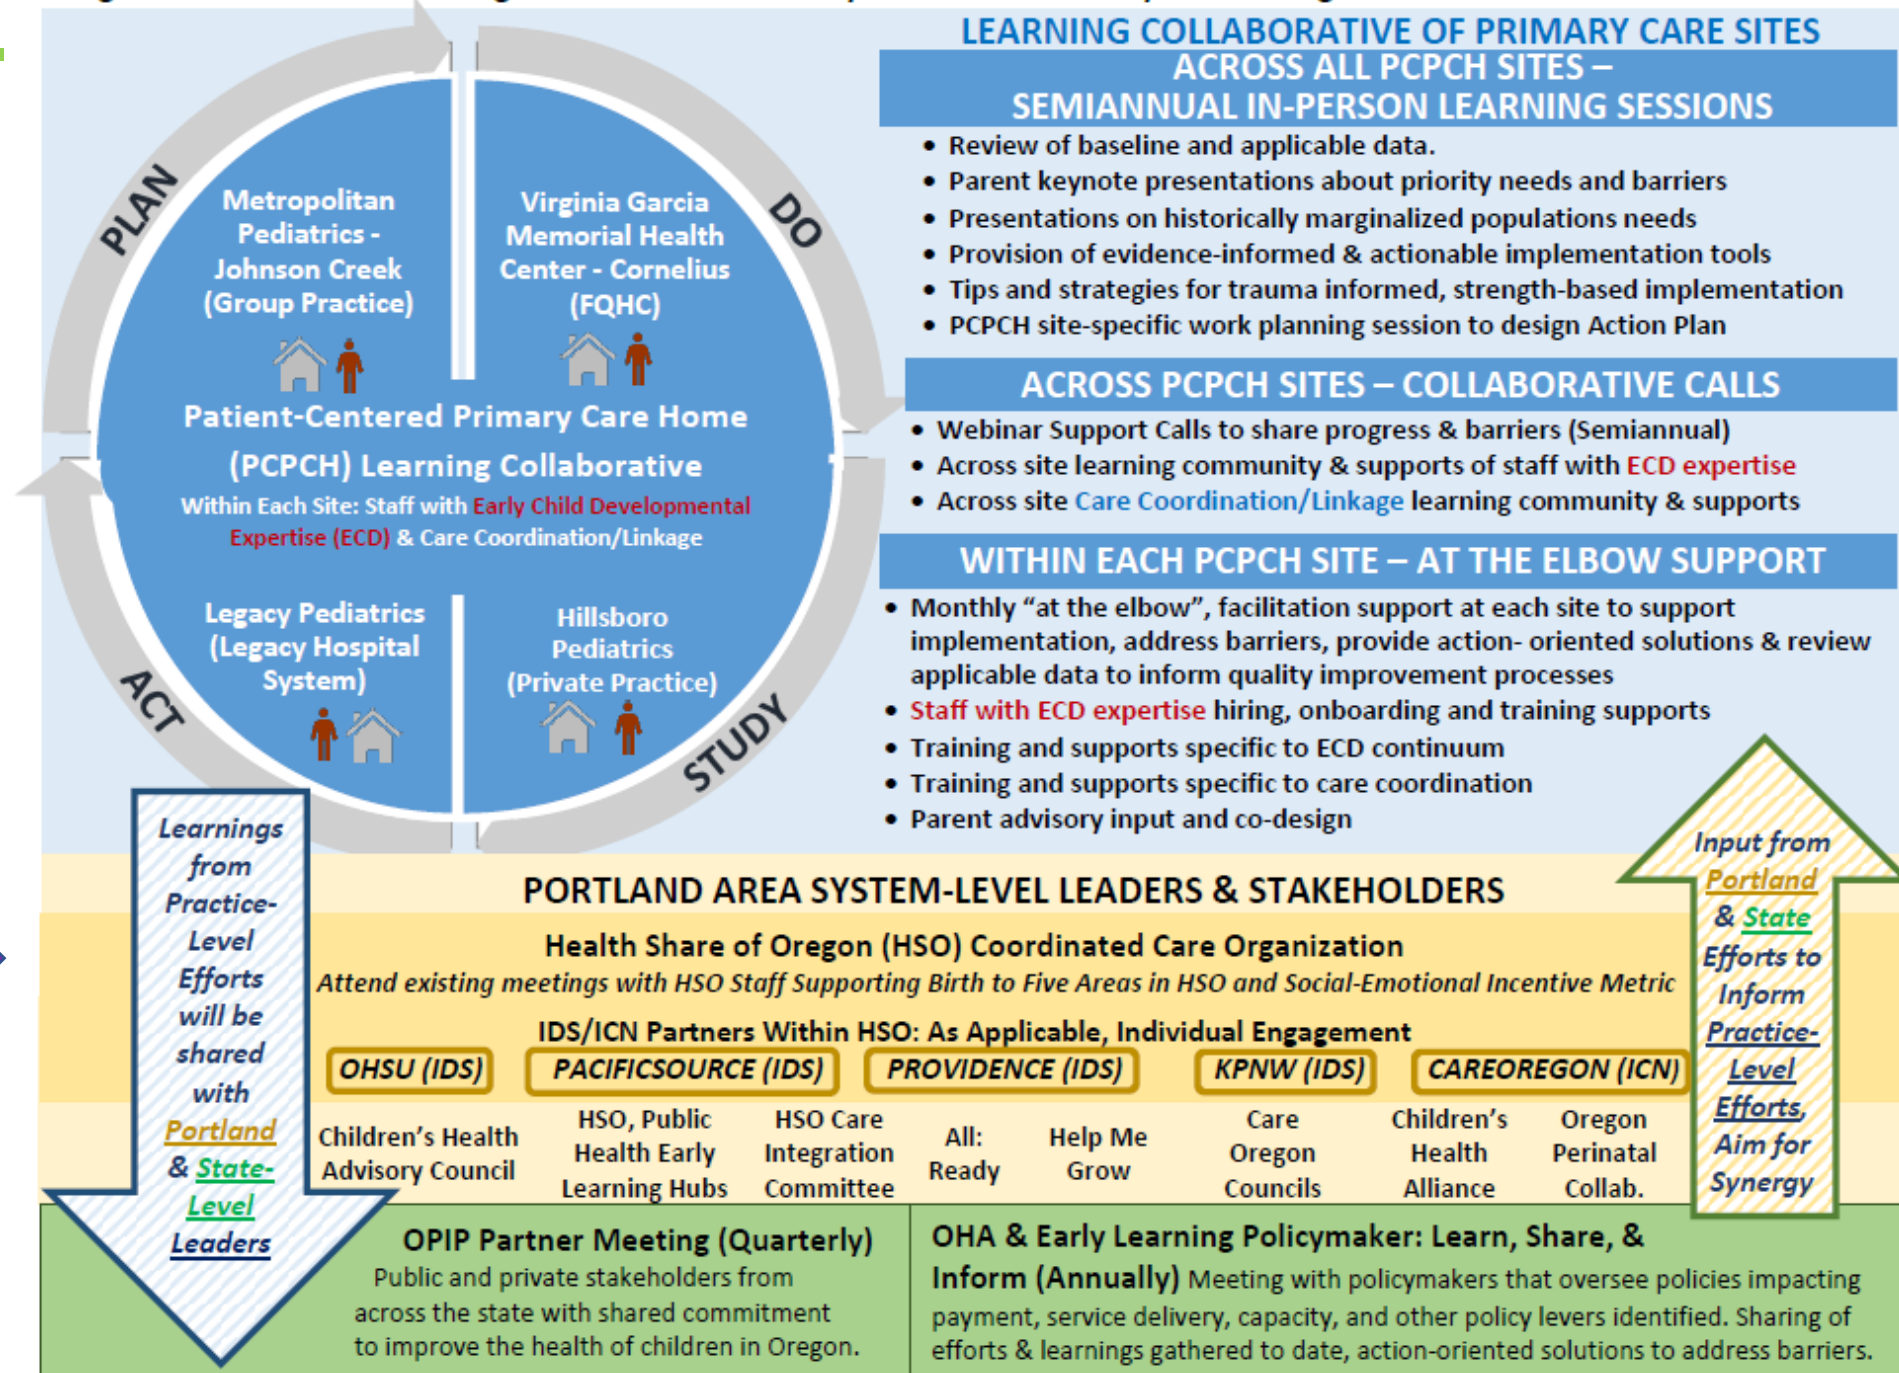 LEARNING COLLABORATIVE OF PRIMARY CARE SITES
ACROSS ALL PCPCH SITES –
SEMIANNUAL IN-PERSON LEARNING SESSIONS
• Review of baseline and applicable data.
• Parent keynote presentations about priority needs and barriers
• Presentations on historically marginalized populations needs
• Provision of evidence-informed & actionable implementation tools
• Tips and strategies for trauma informed, strength-based implementation
• PCPCH site-specific work planning session to design Action Plan
ACROSS PCPCH SITES – COLLABORATIVE CALLS
• Webinar Support Calls to share progress & barriers (Semiannual)
• Across site learning community & supports of staff with ECD expertise
• Across site Care Coordination/Linkage learning community & supports
WITHIN EACH PCPCH SITE – AT THE ELBOW SUPPORT
• Monthly “at the elbow”, facilitation support at each site to support
implementation, address barriers, provide action- oriented solutions & review
applicable data to inform quality improvement processes
• Staff with ECD expertise hiring, onboarding and training supports
• Training and supports specific to ECD continuum
• Training and supports specific to care coordination
• Parent advisory input and co-design
PLAN
DO
STUDY
ACT
Metropolitan
Pediatrics -
Johnson Creek
(Group Practice)
Virginia Garcia
Memorial Health
Center - Cornelius
(FQHC)
Patient-Centered Primary Care Home
(PCPCH) Learning Collaborative
Within Each Site: Staff with Early Child Developmental
Expertise (ECD) & Care Coordination/Linkage
Legacy Pediatrics
(Legacy Hospital
System)
Hillsboro
Pediatrics
(Private Practice)
Learnings
from
Practice-
Level
Efforts
will be
shared
with
Portland
& State-
Level
Leaders
Input from
Portland
& State
Efforts to
Inform
Practice-
Level
Efforts,
Aim for
Synergy
PORTLAND AREA SYSTEM-LEVEL LEADERS & STAKEHOLDERS
Health Share of Oregon (HSO) Coordinated Care Organization
Attend existing meetings with HSO Staff Supporting Birth to Five Areas in HSO and Social-Emotional Incentive Metric
IDS/ICN Partners Within HSO: As Applicable, Individual Engagement
OHSU (IDS)
PACIFICSOURCE (IDS)
PROVIDENCE (IDS)
KPNW (IDS)
CAREOREGON (ICN)
Children’s Health
Advisory Council
HSO, Public
Health Early
Learning Hubs
HSO Care
Integration
Committee
All:
Ready
Help Me
Grow
Care
Oregon
Councils
Children’s
Health
Alliance
Oregon
Perinatal
Collab.
OPIP Partner Meeting (Quarterly)
Public and private stakeholders from
across the state with shared commitment
to improve the health of children in Oregon.
OHA & Early Learning Policymaker: Learn, Share, &
Inform (Annually) Meeting with policymakers that oversee policies impacting
payment, service delivery, capacity, and other policy levers identified. Sharing of
efforts & learnings gathered to date, action-oriented solutions to address barriers.